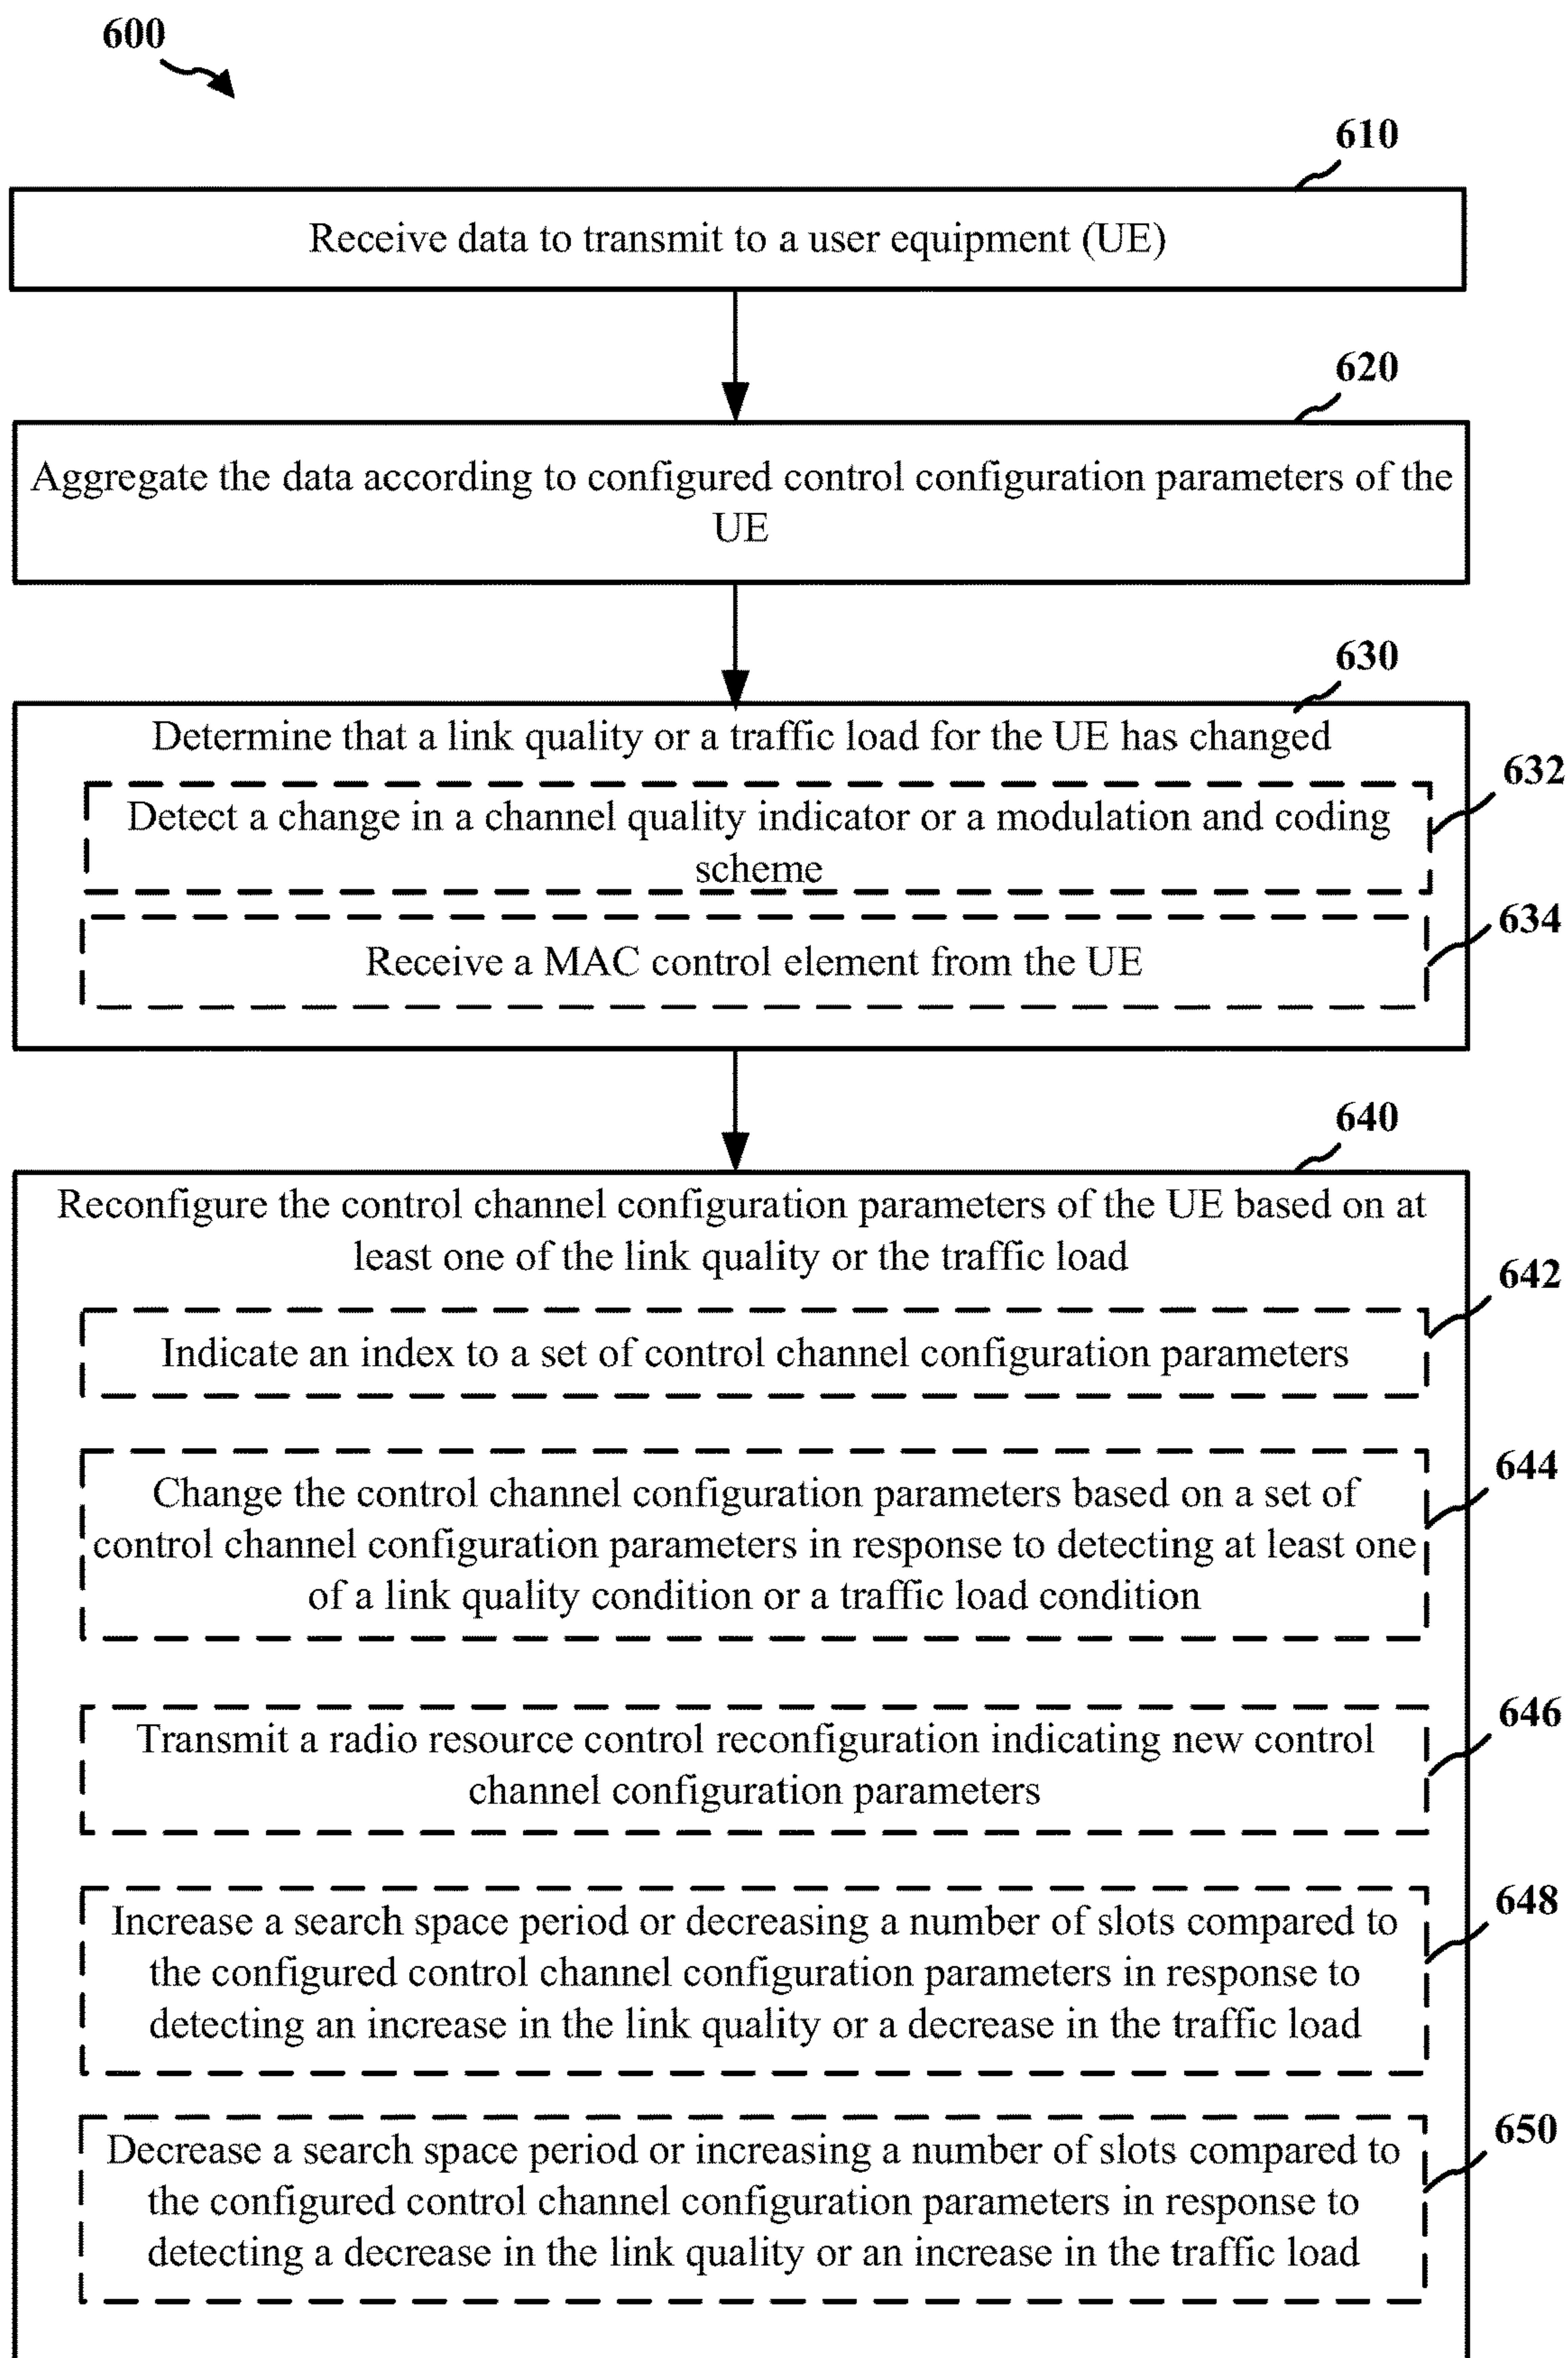 600
610
Receive data to transmit to a user equipment (UE)
620
Aggregate the data according to configured control configuration parameters of the
UE
630
Determine that a link quality or a traffic load for the UE has changed
632
Detect a change in a channel quality indicator or a modulation and coding
scheme
634
Receive a MAC control element from the UE
640
Reconfigure the control channel configuration parameters of the UE based on at
least one of the link quality or the traffic load
642
Indicate an index to a set of control channel configuration parameters
644
Change the control channel configuration parameters based on a set of
control channel configuration parameters in response to detecting at least one
of a link quality condition or a traffic load condition
646
Transmit a radio resource control reconfiguration indicating new control
channel configuration parameters
648
Increase a search space period or decreasing a number of slots compared to
the configured control channel configuration parameters in response to
detecting an increase in the link quality or a decrease in the traffic load
650
Decrease a search space period or increasing a number of slots compared to
the configured control channel configuration parameters in response to
detecting a decrease in the link quality or an increase in the traffic load